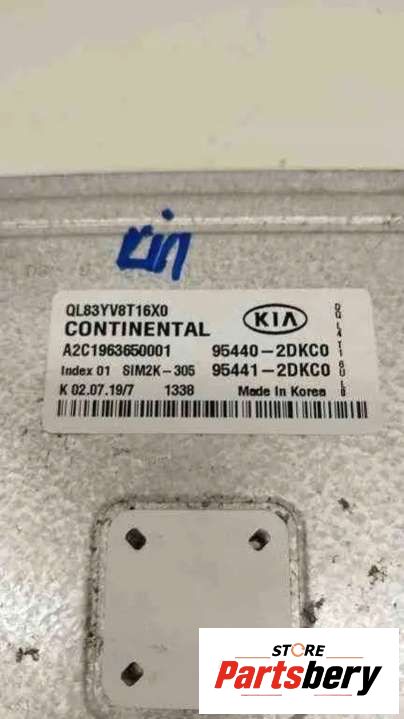 QL83YV8T16X0
CONTINENTAL
KIA
A2C1963650001 95440-2DKC0
Index 01 SIM2K-305 95441-2DKC0
K 02.07.19/7 1338 Made in Korea
STORE
Partsbery